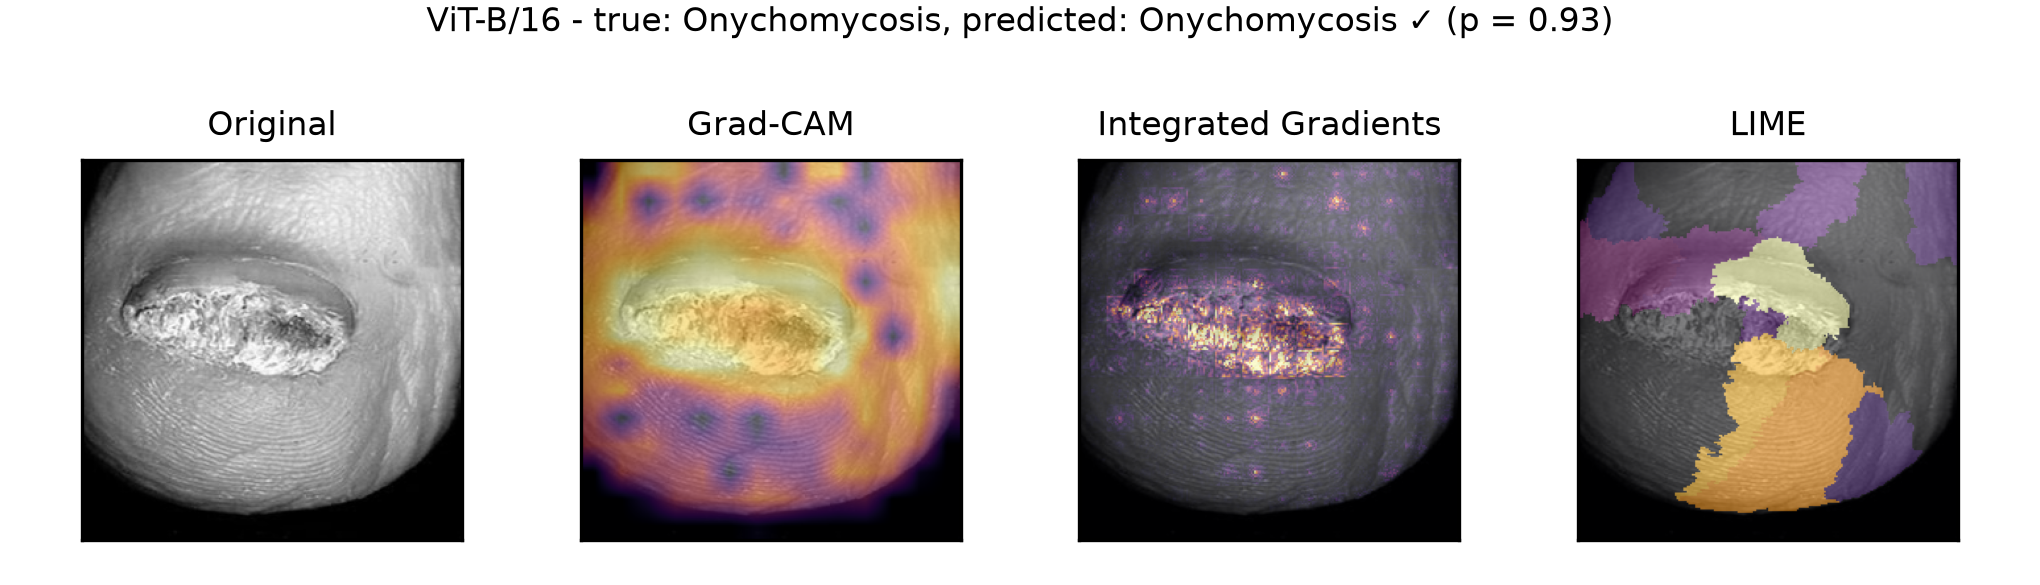 ViT-B/16 - true: Onychomycosis, predicted: Onychomycosis ✓ (p = 0.93)
Original
Grad-CAM
Integrated Gradients
LIME